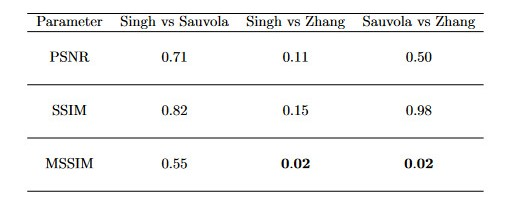 Parameter Singh vs Sauvola Singh vs Zhang Sauvola vs Zhang
PSNR 0.71 0.11 0.50
SSIM 0.82 0.15 0.98
MSSIM 0.55 0.02 0.02